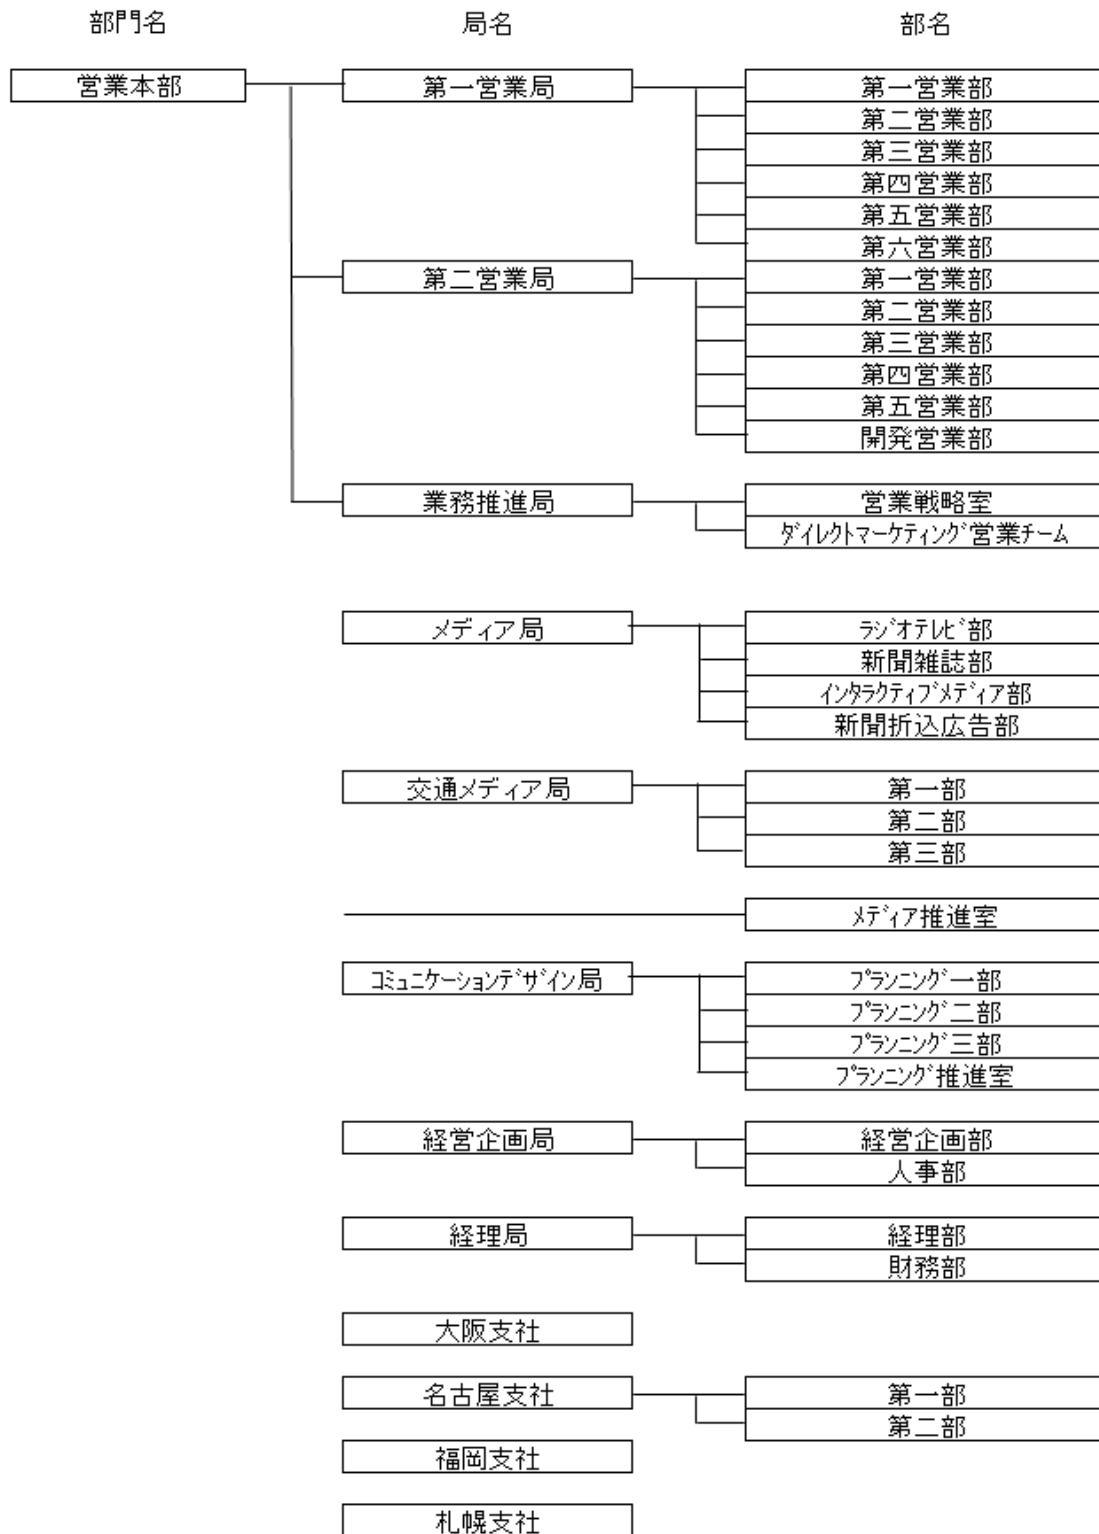 部門名 局名 部名
営業本部 第一営業局 第一営業部
第二営業部
第三営業部
第四営業部
第五営業部
第六営業部
第二営業局 第一営業部
第二営業部
第三営業部
第四営業部
第五営業部
開発営業部
業務推進局 営業戦略室
ﾀﾞｲﾚｸﾄマーケティング営業チーム
メディア局 ﾗｼﾞｵﾃﾚﾋﾞ部
新聞雑誌部
ｲﾝﾀﾗｸﾃｨﾌﾞﾒﾃﾞｨｱ部
新聞折込広告部
交通メディア局 第一部
第二部
第三部
ﾒﾃﾞｨｱ推進室
ｺﾐｭﾆｹｰｼｮﾝﾃﾞｻﾞｲﾝ局 ﾌﾟﾗﾝﾆﾝｸﾞ一部
ﾌﾟﾗﾝﾆﾝｸﾞ二部
ﾌﾟﾗﾝﾆﾝｸﾞ三部
ﾌﾟﾗﾝﾆﾝｸﾞ推進室
経営企画局 経営企画部
人事部
経理局 経理部
財務部
大阪支社
名古屋支社 第一部
第二部
福岡支社
札幌支社